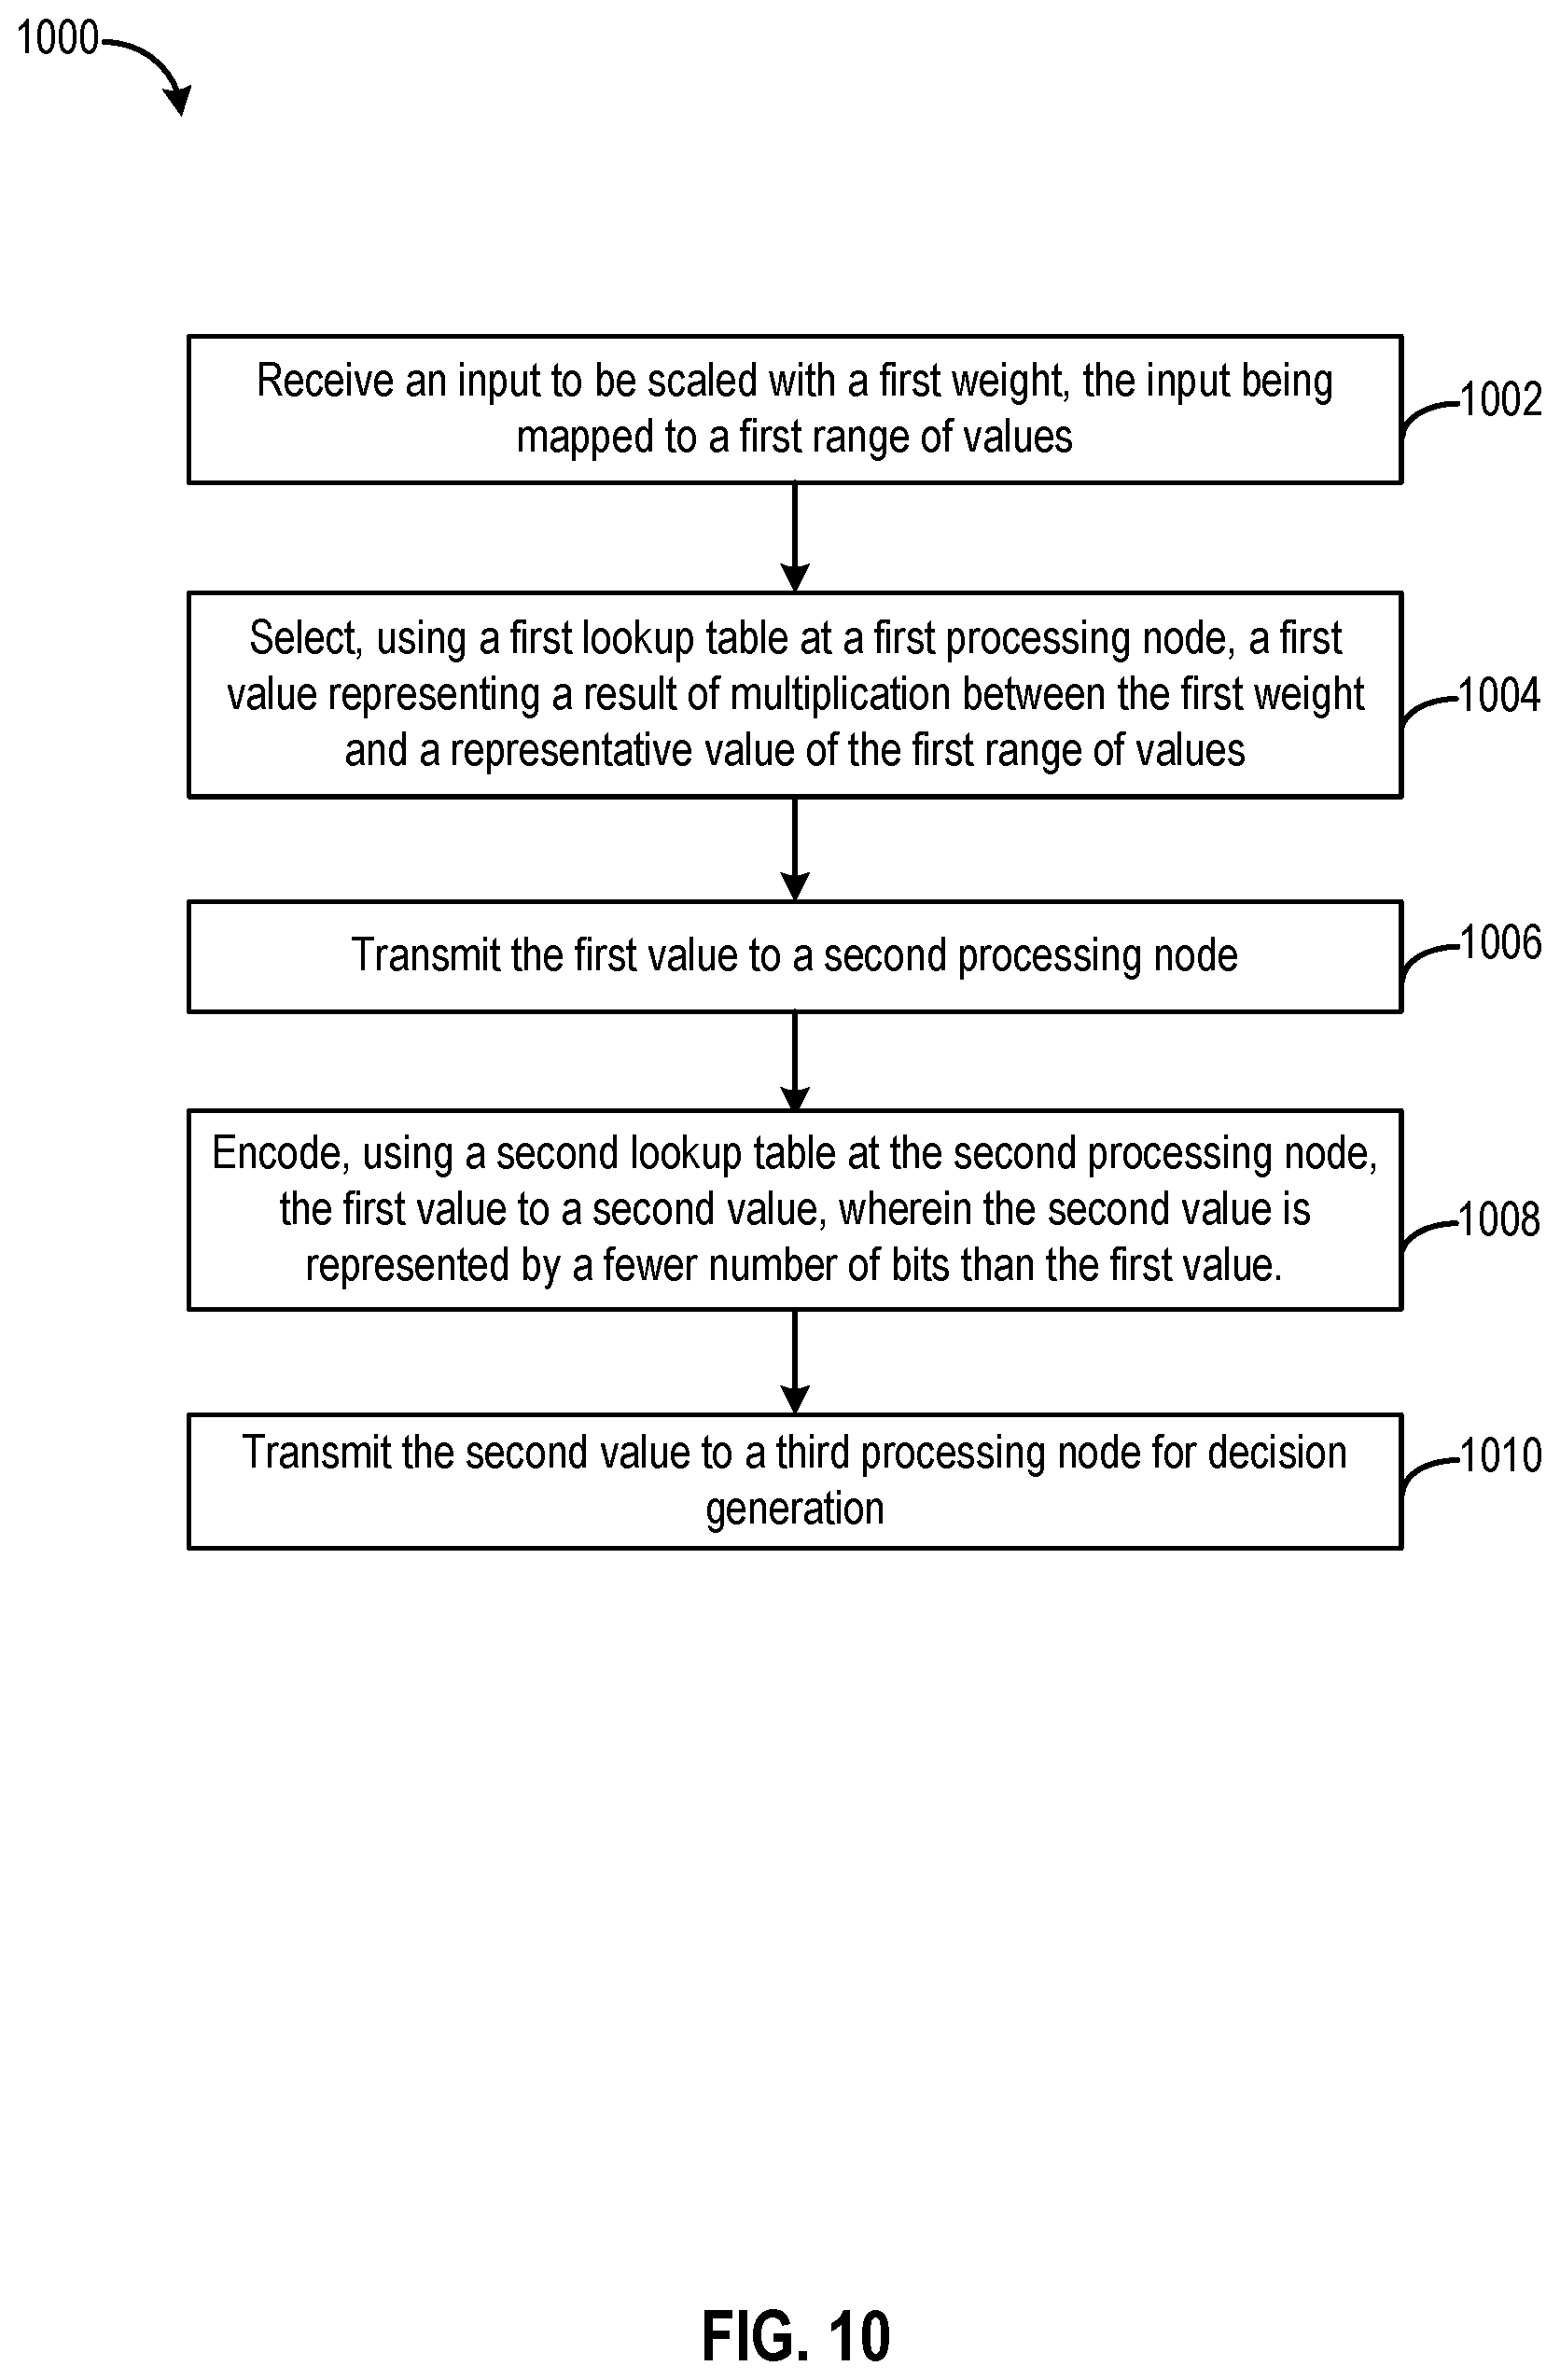 1000
Receive an input to be scaled with a first weight, the input being
mapped to a first range of values
1002
Select, using a first lookup table at a first processing node, a first
value representing a result of multiplication between the first weight
and a representative value of the first range of values
1004
Transmit the first value to a second processing node
1006
Encode, using a second lookup table at the second processing node,
the first value to a second value, wherein the second value is
represented by a fewer number of bits than the first value.
1008
Transmit the second value to a third processing node for decision
generation
1010
FIG. 10